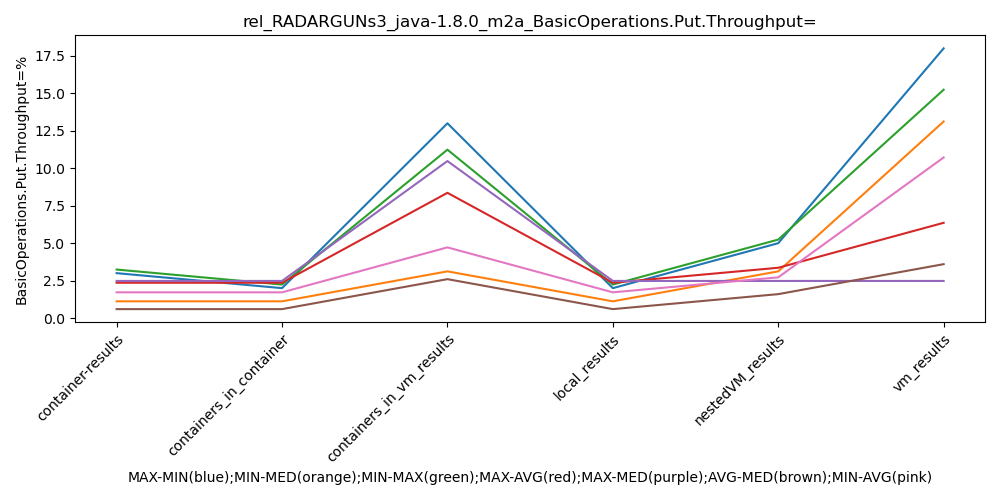 rel_RADARGUNs3_java-1.8.0_m2a_BasicOperations.Put.Throughput=
BasicOperations.Put.Throughput=%
17.5
15.0
12.5
10.0
7.5
5.0
2.5
0.0
container-results
containers_in_container
containers_in_vm_results
local_results
nestedVM_results
vm_results
MAX-MIN(blue);MIN-MED(orange);MIN-MAX(green);MAX-AVG(red);MAX-MED(purple);AVG-MED(brown);MIN-AVG(pink)